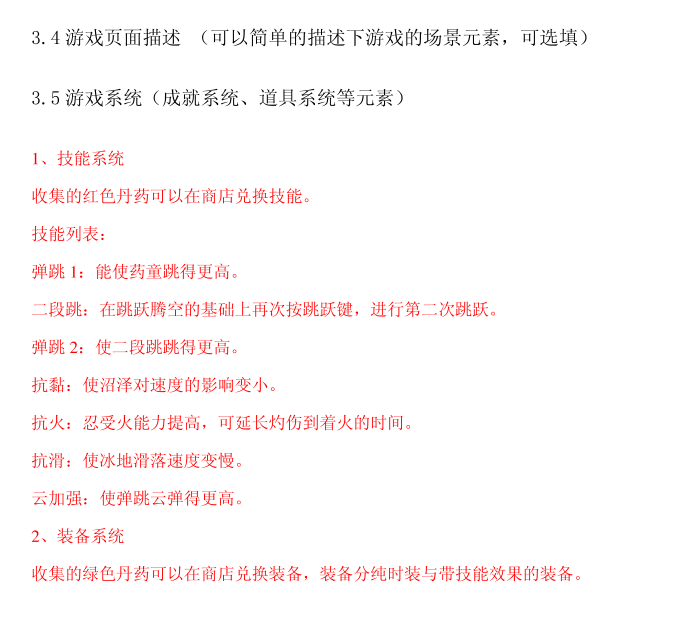 3.4 游戏页面描述 （可以简单的描述下游戏的场景元素，可选填）
3.5 游戏系统（成就系统、道具系统等元素）
1、技能系统
收集的红色丹药可以在商店兑换技能。
技能列表：
弹跳 1：能使药童跳得更高。
二段跳：在跳跃腾空的基础上再次按跳跃键，进行第二次跳跃。
弹跳 2：使二段跳跳得更高。
抗黏：使沼泽对速度的影响变小。
抗火：忍受火能力提高，可延长灼伤到着火的时间。
抗滑：使冰地滑落速度变慢。
云加强：使弹跳云弹得更高。
2、装备系统
收集的绿色丹药可以在商店兑换装备，装备分纯时装与带技能效果的装备。